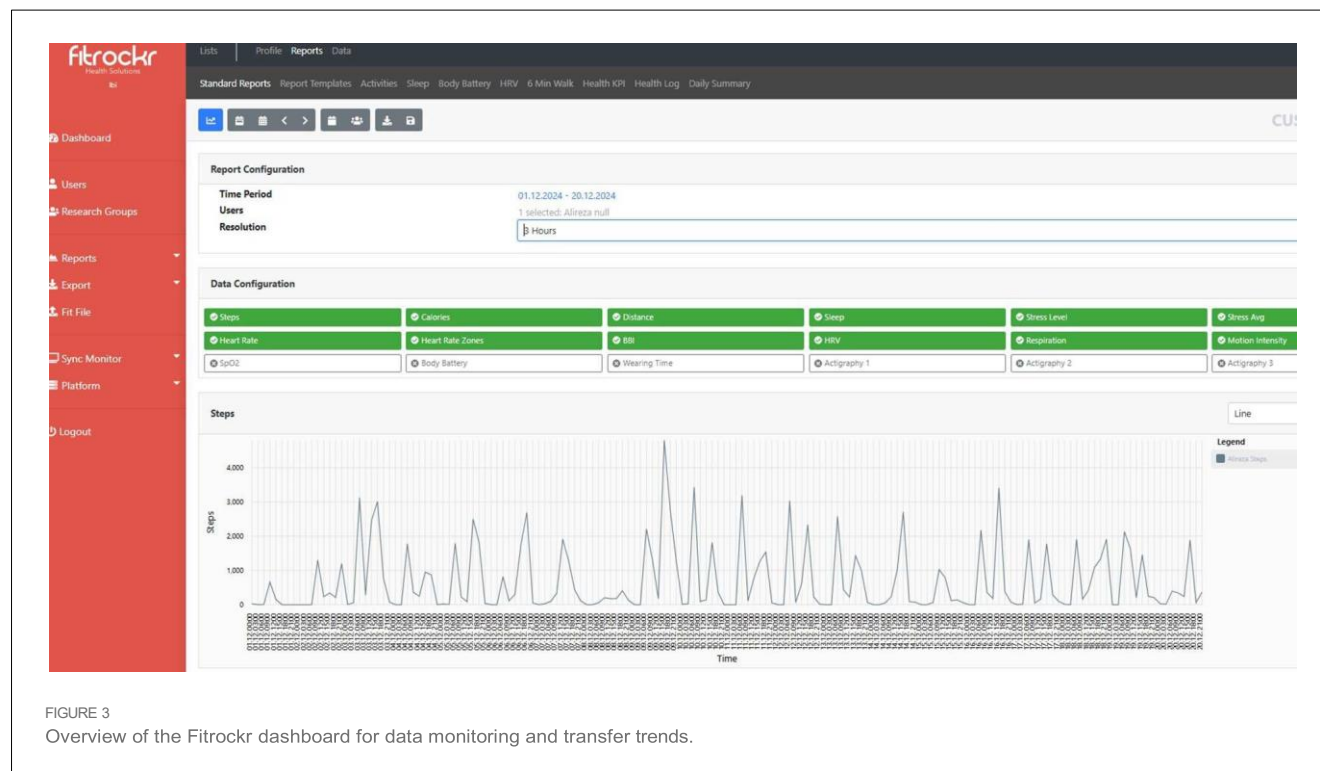 fitrockr
Health Solutions
Lists Profile Reports Data
Standard Reports Report Templates Activities Sleep Body Battery HRV 6 Min Walk Health KPI Health Log Daily Summary
CUS
Dashboard
Users
Research Groups
Reports
Export
Fit File
Sync Monitor
Platform
Logout
Report Configuration
Time Period 01.12.2024 - 20.12.2024
Users 1 selected: Alireza null
Resolution 3 Hours
Data Configuration
Steps Calories Distance Sleep Stress Level Stress Avg
Heart Rate Heart Rate Zones BBI HRV Respiration Motion Intensity
SpO2 Body Battery Wearing Time Actigraphy 1 Actigraphy 2 Actigraphy 3
Steps Line
Legend
Alireza Steps
Steps
4,000
3,000
2,000
1,000
0
Time
FIGURE 3
Overview of the Fitrockr dashboard for data monitoring and transfer trends.